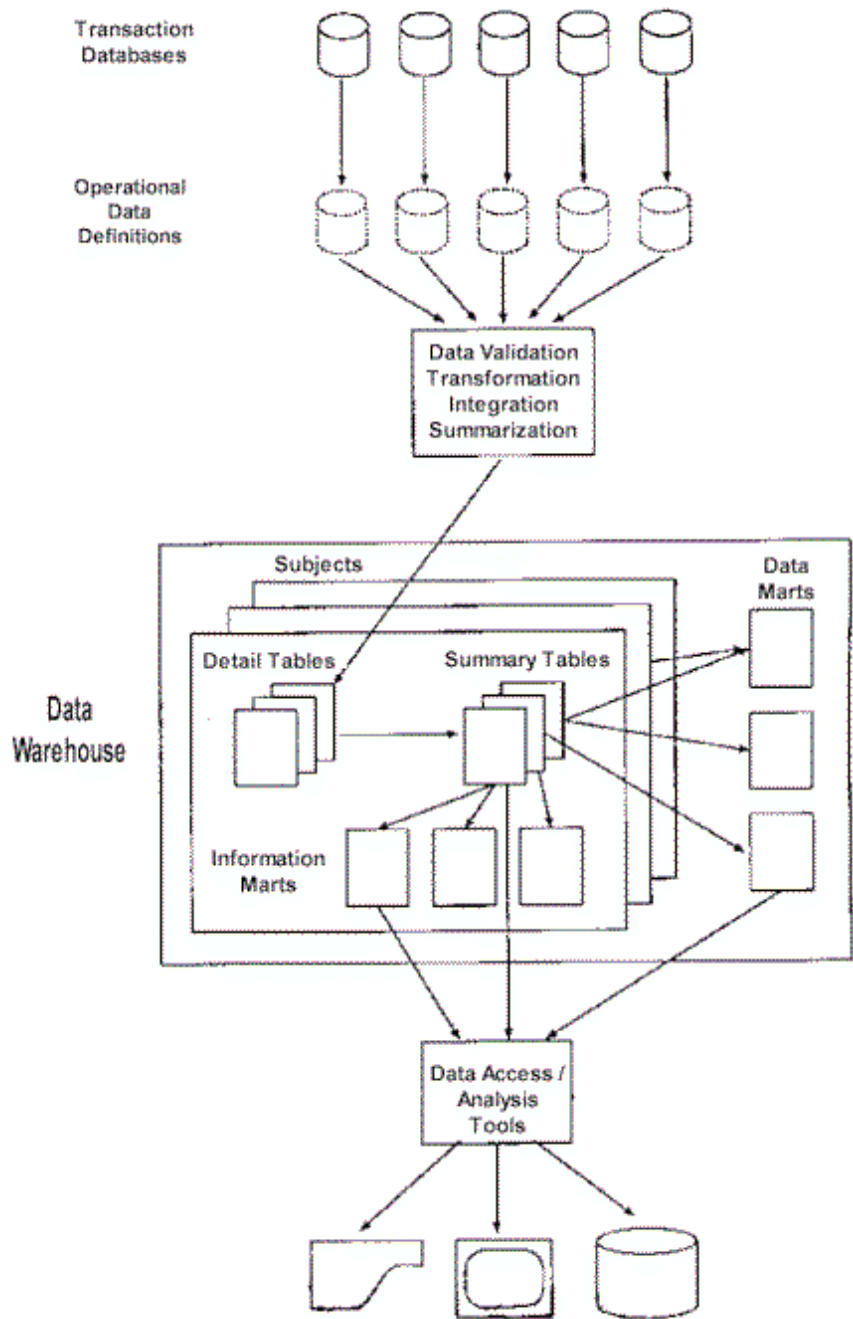 Transaction
Databases
Operational
Data
Definitions
Data Validation
Transformation
Integration
Summarization
Subjects
Data
Marts
Detail Tables
Summary Tables
Data
Warehouse
Information
Marts
Data Access /
Analysis
Tools